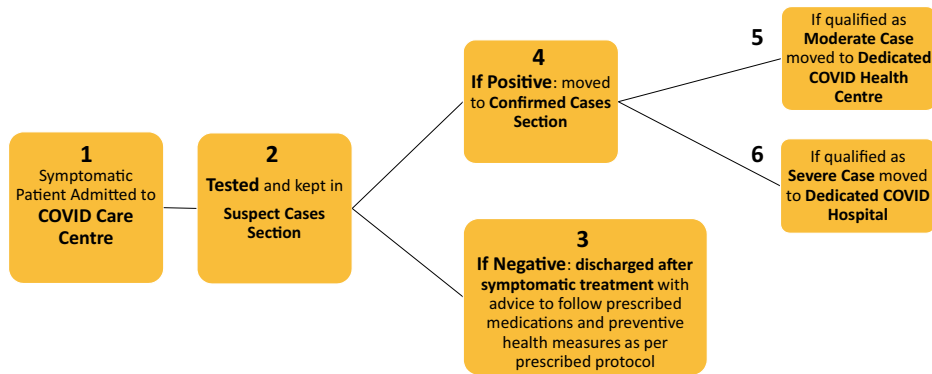 1
Symptomatic
Patient Admitted to
COVID Care
Centre
2
Tested and kept in
Suspect Cases
Section
3
If Negative: discharged after
symptomatic treatment with
advice to follow prescribed
medications and preventive
health measures as per
prescribed protocol
4
If Positive: moved
to Confirmed Cases
Section
5
If qualified as
Moderate Case
moved to Dedicated
COVID Health
Centre
6
If qualified as
Severe Case moved
to Dedicated COVID
Hospital